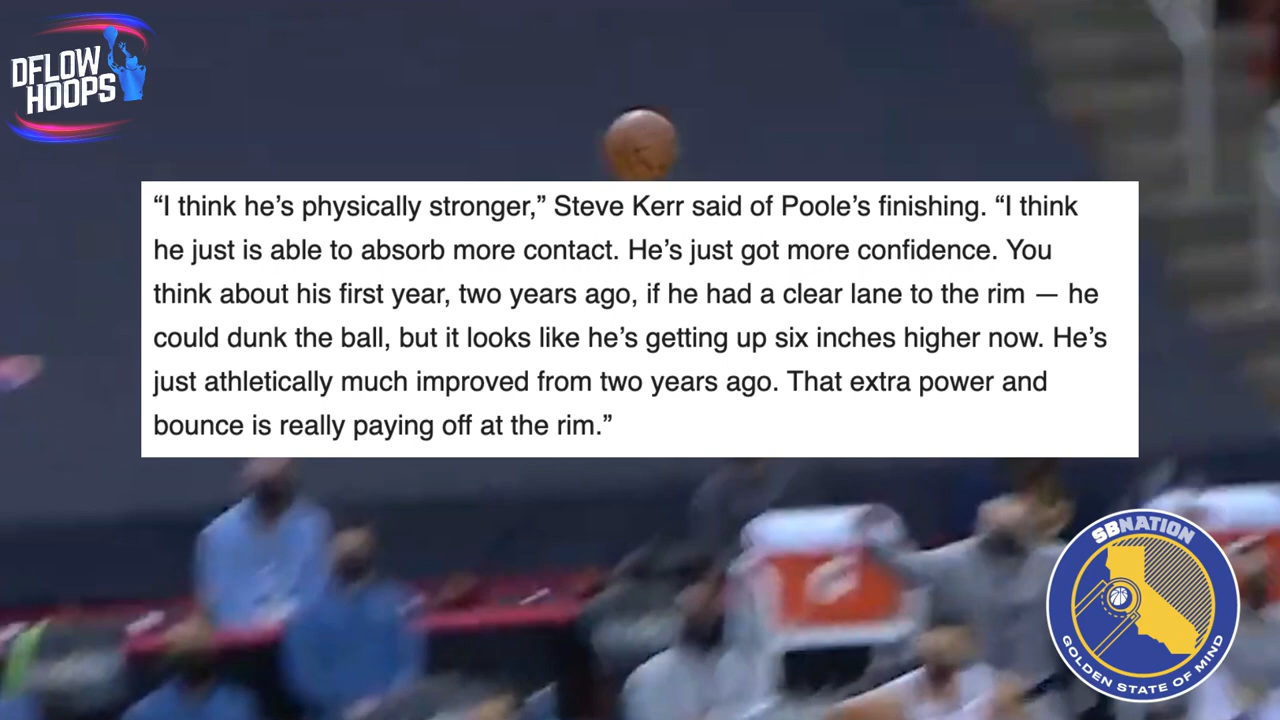 DFLOW
HOOPS
“I think he’s physically stronger,” Steve Kerr said of Poole’s finishing. “I think
he just is able to absorb more contact. He’s just got more confidence. You
think about his first year, two years ago, if he had a clear lane to the rim — he
could dunk the ball, but it looks like he’s getting up six inches higher now. He’s
just athletically much improved from two years ago. That extra power and
bounce is really paying off at the rim.”
SBNATION
GOLDEN STATE OF MIND